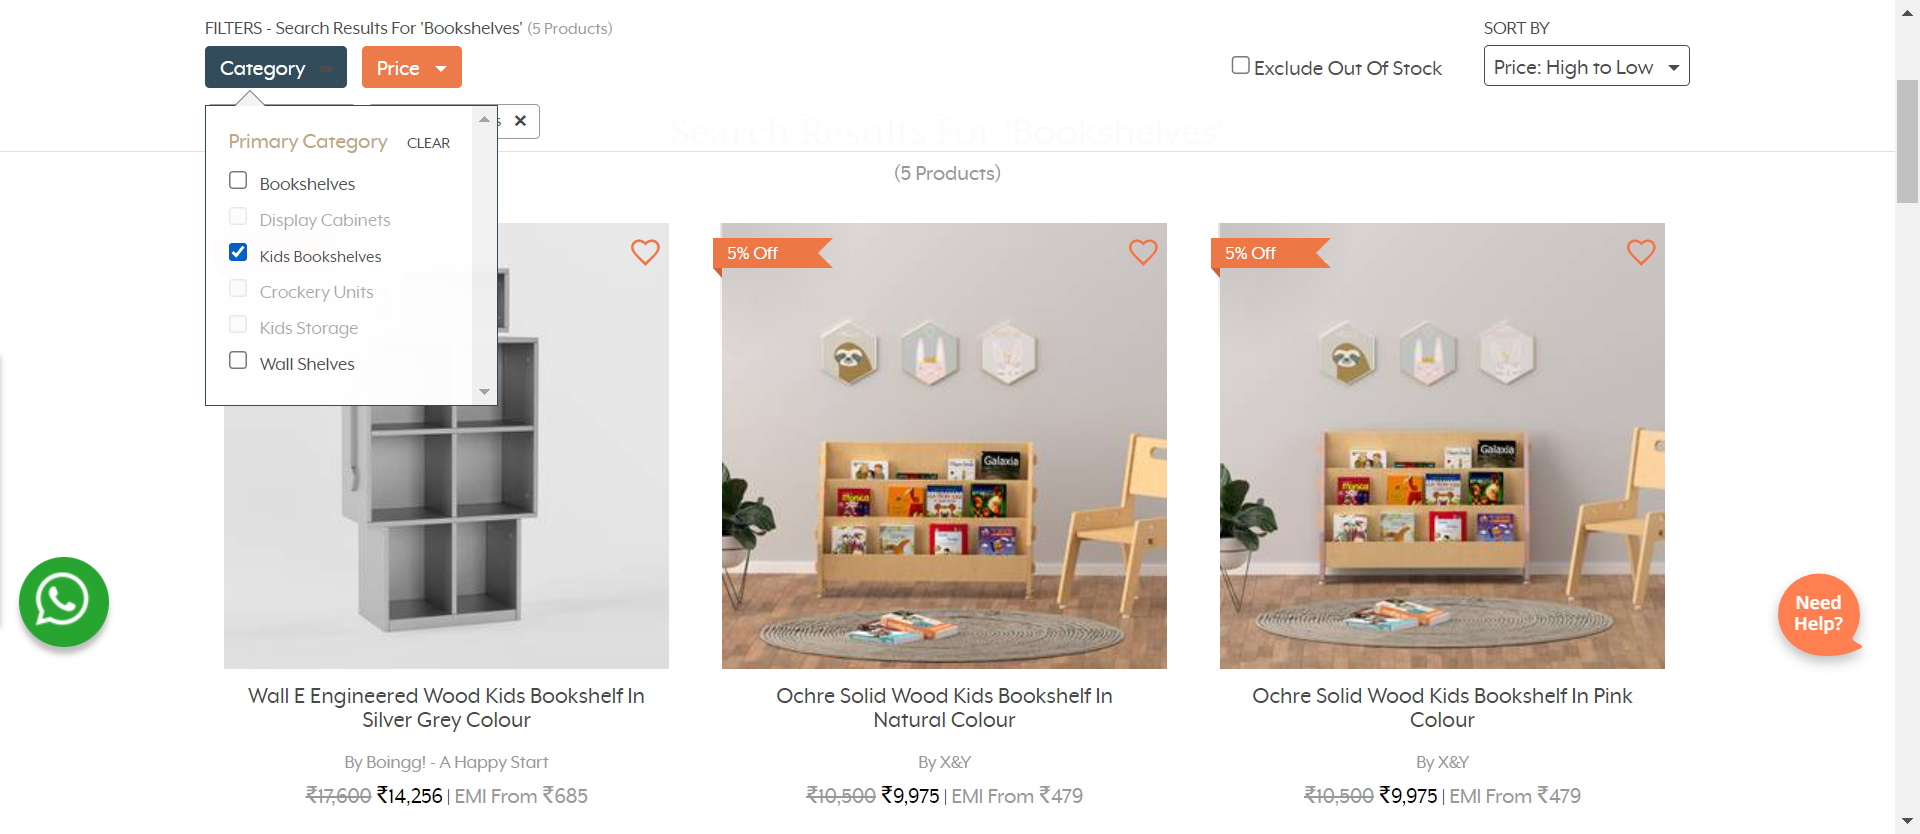 FILTERS - Search Results For 'Bookshelves' (5 Products)
SORT BY
Category
Price
Exclude Out Of Stock
Price: High to Low
s ✕
Search Results For 'Bookshelves'
(5 Products)
Primary Category CLEAR
Bookshelves
Display Cabinets
Kids Bookshelves
Crockery Units
Kids Storage
Wall Shelves
5% Off
5% Off
Galaxia
Galaxia
Need
Help?
Wall E Engineered Wood Kids Bookshelf In
Silver Grey Colour
By Boingg! - A Happy Start
₹17,600 ₹14,256 | EMI From ₹685
Ochre Solid Wood Kids Bookshelf In
Natural Colour
By X&Y
₹10,500 ₹9,975 | EMI From ₹479
Ochre Solid Wood Kids Bookshelf In Pink
Colour
By X&Y
₹10,500 ₹9,975 | EMI From ₹479